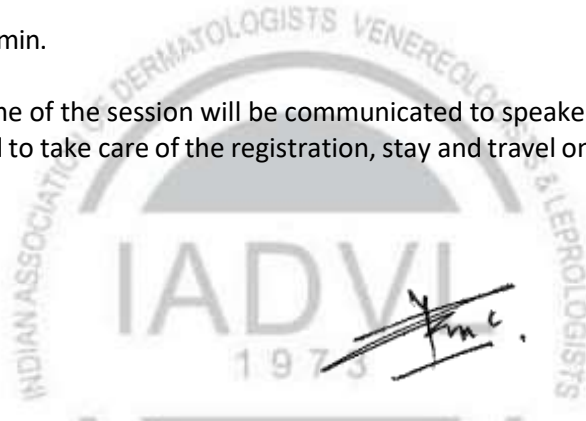 min.
INDIAN ASSOCIATION OF DERMATOLOGISTS VENEREOLOGISTS & LEPROLOGISTS
ne of the session will be communicated to speake
to take care of the registration, stay and travel
IADVL
1973